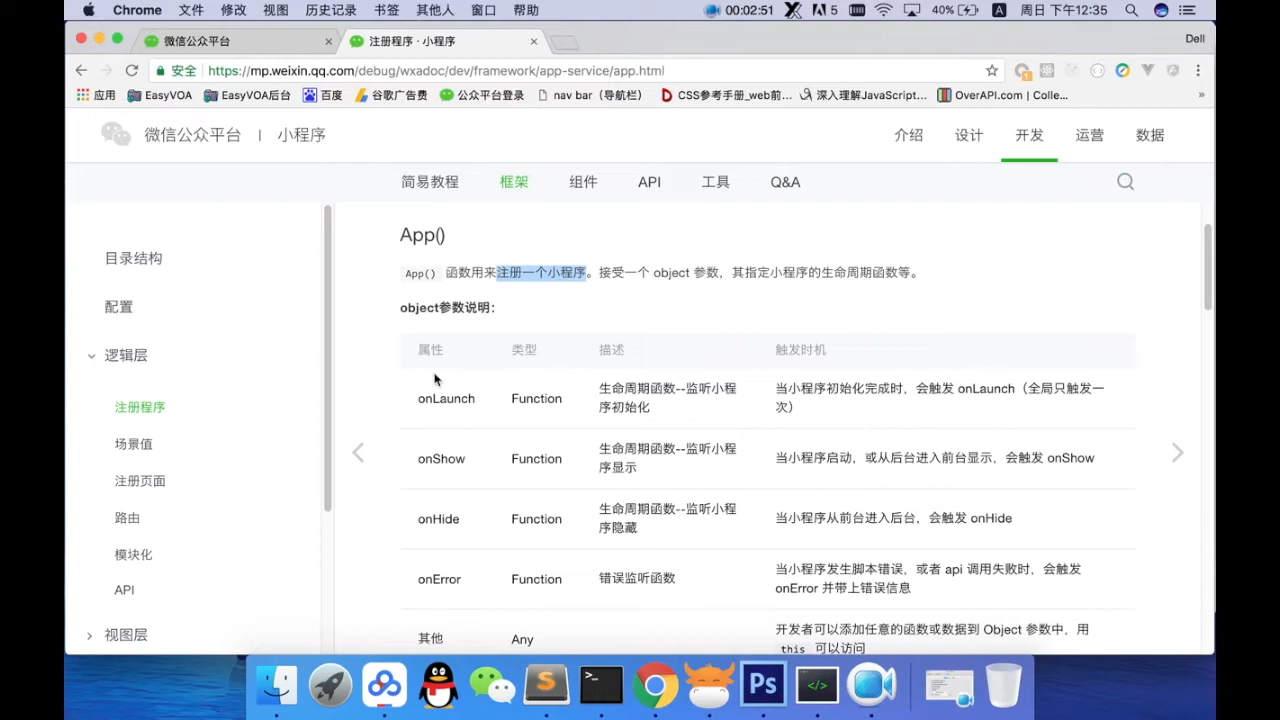 Chrome 文件 修改 视图 历史记录 书签 其他人 窗口 帮助 00:02:51 5 40% A 周日 下午12:35
微信公众平台 注册程序 · 小程序 Dell
安全 https://mp.weixin.qq.com/debug/wxadoc/dev/framework/app-service/app.html
应用 EasyVOA EasyVOA后台 百度 谷歌广告费 公众平台登录 nav bar（导航栏） CSS参考手册_web前... 深入理解JavaScript... OverAPI.com | Colle... »
微信公众平台 | 小程序 介绍 设计 开发 运营 数据
简易教程 框架 组件 API 工具 Q&A
目录结构
配置
逻辑层
注册程序
场景值
注册页面
路由
模块化
API
视图层
App()
App() 函数用来注册一个小程序。接受一个 object 参数，其指定小程序的生命周期函数等。
object参数说明：
属性 类型 描述 触发时机
onLaunch Function 生命周期函数--监听小程序初始化 当小程序初始化完成时，会触发 onLaunch（全局只触发一次）
onShow Function 生命周期函数--监听小程序显示 当小程序启动，或从后台进入前台显示，会触发 onShow
onHide Function 生命周期函数--监听小程序隐藏 当小程序从前台进入后台，会触发 onHide
onError Function 错误监听函数 当小程序发生脚本错误，或者 api 调用失败时，会触发 onError 并带上错误信息
其他 Any 开发者可以添加任意的函数或数据到 Object 参数中，用 this 可以访问
S >_ Ps </>